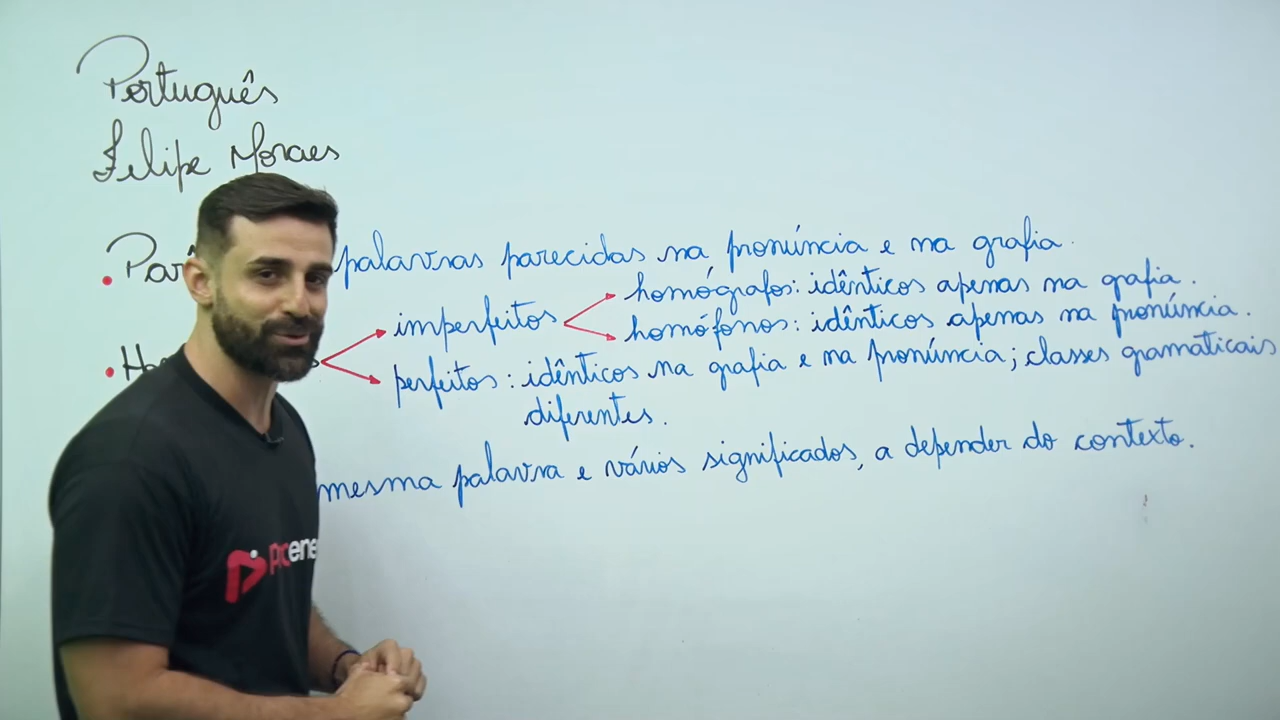 Português
Felipe Moraes
palavras parecidas na pronúncia e na grafia.
homógrafos: idênticos apenas na grafia.
imperfeitos
homófonos: idênticos apenas na pronúncia.
perfeitos: idênticos na grafia e na pronúncia; classes gramaticais
diferentes.
mesma palavra e vários significados, a depender do contexto.